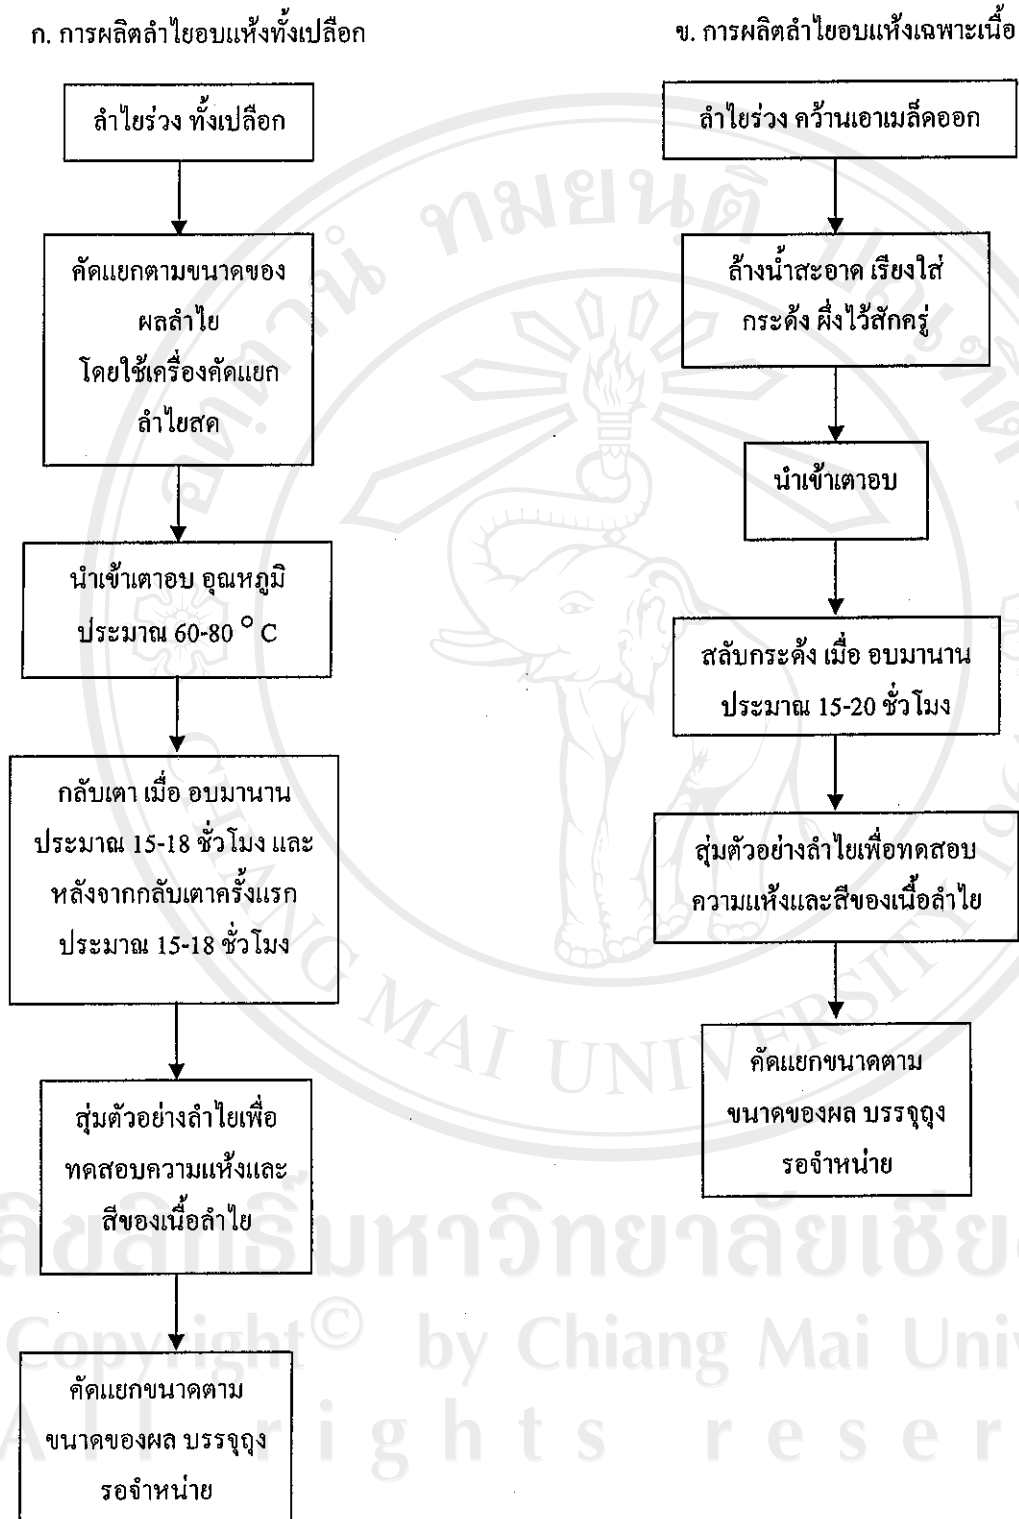 ก. การผลิตลำไยอบแห้งทั้งเปลือก
ลำไยร่วง ทั้งเปลือก
คัดแยกตามขนาดของ
ผลลำไย
โดยใช้เครื่องคัดแยก
ลำไยสด
นำเข้าเตาอบ อุณหภูมิ
ประมาณ 60-80 ° C
กลับเตา เมื่อ อบมานาน
ประมาณ 15-18 ชั่วโมง และ
หลังจากกลับเตาครั้งแรก
ประมาณ 15-18 ชั่วโมง
สุ่มตัวอย่างลำไยเพื่อ
ทดสอบความแห้งและ
สีของเนื้อลำไย
คัดแยกขนาดตาม
ขนาดของผล บรรจุถุง
รอจำหน่าย
ข. การผลิตลำไยอบแห้งเฉพาะเนื้อ
ลำไยร่วง คว้านเอาเมล็ดออก
ล้างน้ำสะอาด เรียงใส่
กระด้ง ผึ่งไว้สักครู่
นำเข้าเตาอบ
สลับกระด้ง เมื่อ อบมานาน
ประมาณ 15-20 ชั่วโมง
สุ่มตัวอย่างลำไยเพื่อทดสอบ
ความแห้งและสีของเนื้อลำไย
คัดแยกขนาดตาม
ขนาดของผล บรรจุถุง
รอจำหน่าย
CHIANG MAI UNIVERSITY
Copyright© by Chiang Mai
All rights